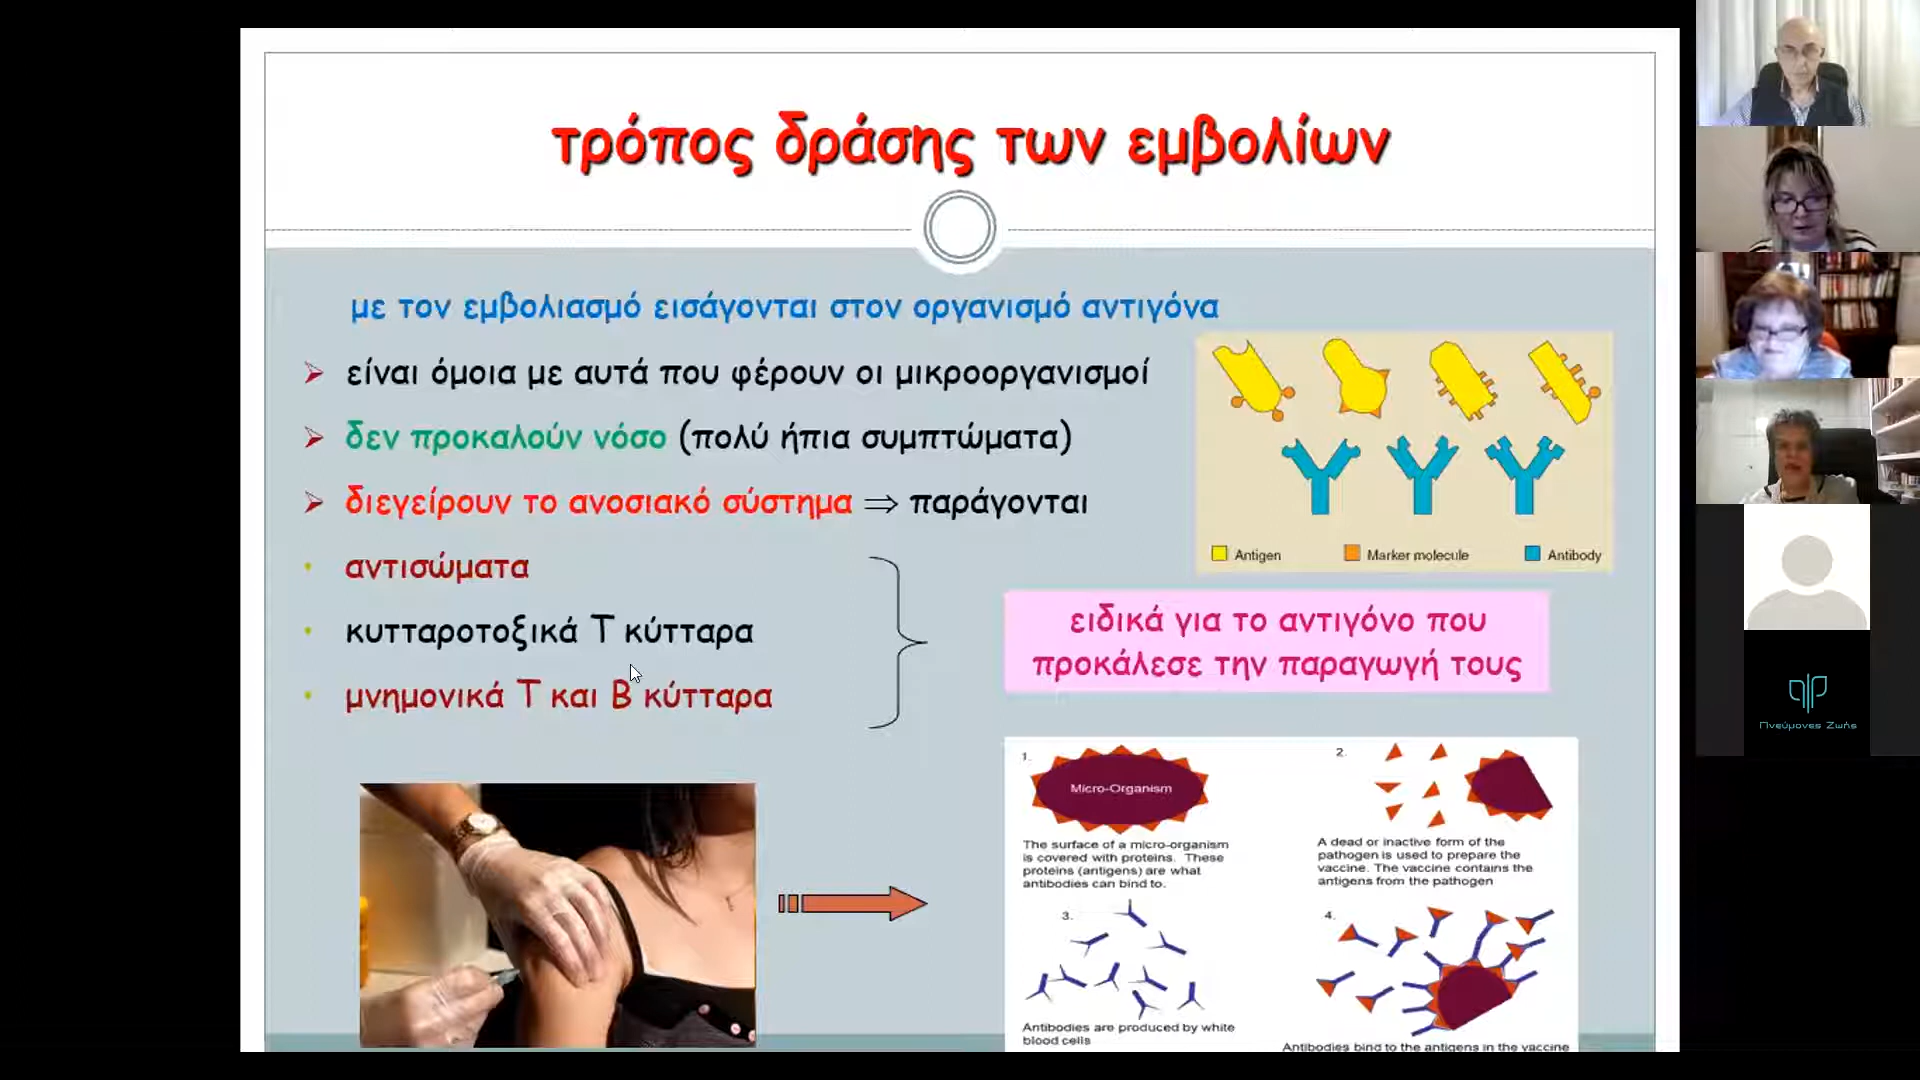 τρόπος δράσης των εμβολίων
με τον εμβολιασμό εισάγονται στον οργανισμό αντιγόνα
είναι όμοια με αυτά που φέρουν οι μικροοργανισμοί
δεν προκαλούν νόσο (πολύ ήπια συμπτώματα)
διεγείρουν το ανοσιακό σύστημα ⇒ παράγονται
αντισώματα
κυτταροτοξικά Τ κύτταρα
μνημονικά Τ και Β κύτταρα
Antigen
Marker molecule
Antibody
ειδικά για το αντιγόνο που
προκάλεσε την παραγωγή τους
1.
Micro-Organism
The surface of a micro-organism
is covered with proteins. These
proteins (antigens) are what
antibodies can bind to.
2.
A dead or inactive form of the
pathogen is used to prepare the
vaccine. The vaccine contains the
antigens from the pathogen
3.
Antibodies are produced by white
blood cells
4.
Antibodies bind to the antigens in the vaccine
Πνεύμονες Ζωής